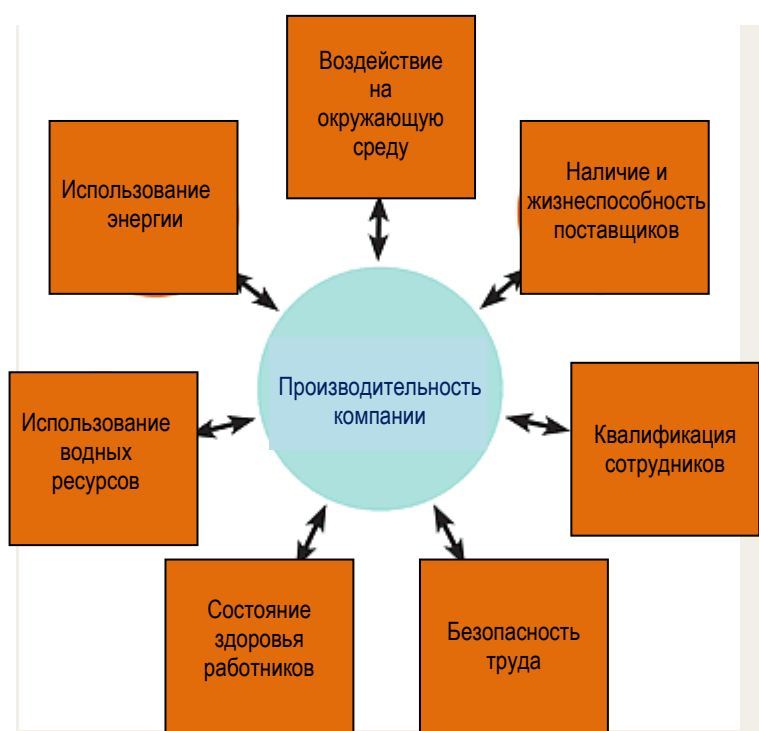 Воздействие
на
окружающую
среду
Использование
энергии
Наличие и
жизнеспособность
поставщиков
Производительность
компании
Использование
водных
ресурсов
Квалификация
сотрудников
Состояние
здоровья
работников
Безопасность
труда